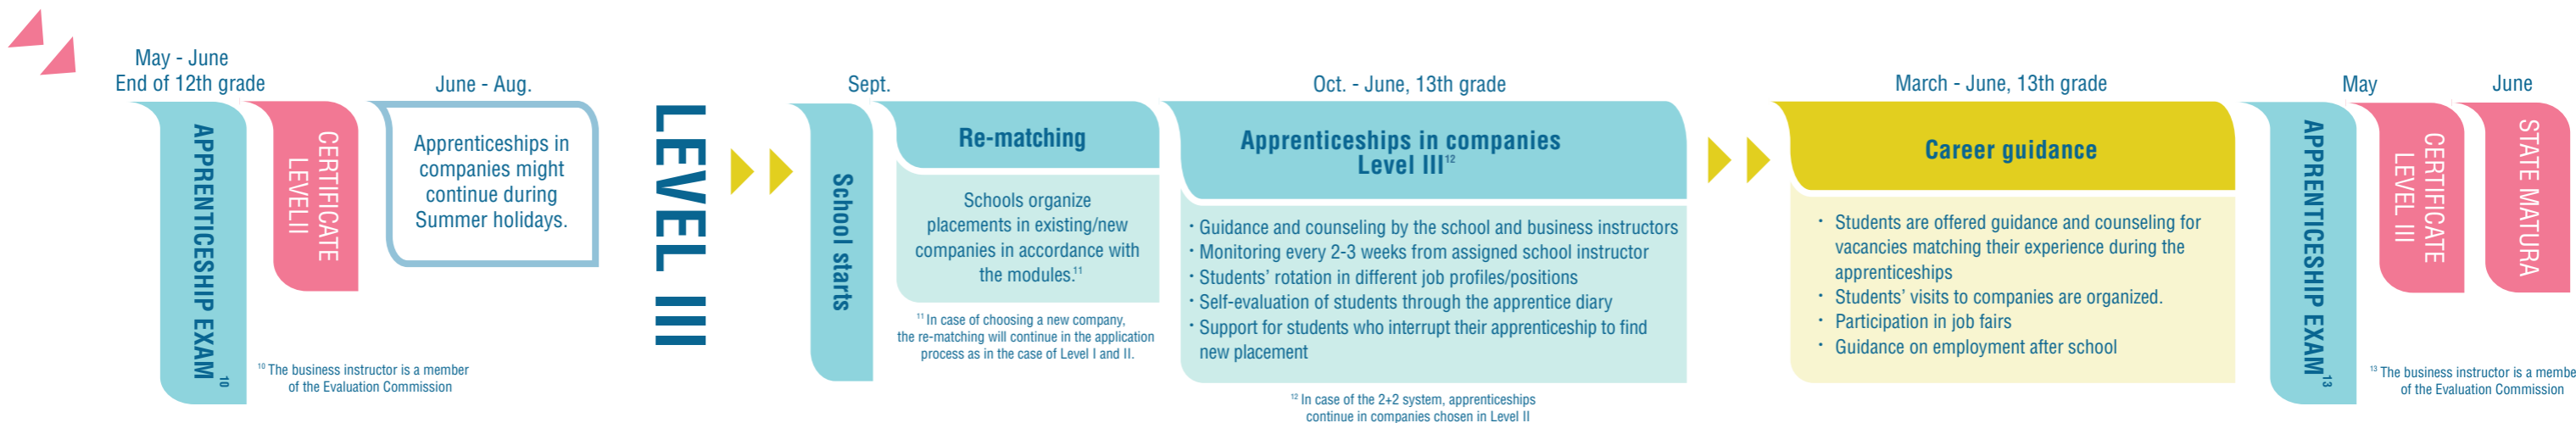 May - June
End of 12th grade
APPRENTICESHIP EXAM 10
CERTIFICATE
LEVEL II
10 The business instructor is a member
of the Evaluation Commission
June - Aug.
Apprenticeships in
companies might
continue during
Summer holidays.
LEVEL III
Sept.
School starts
Re-matching
Schools organize
placements in existing/new
companies in accordance with
the modules.11
11 In case of choosing a new company,
the re-matching will continue in the application
process as in the case of Level I and II.
Oct. - June, 13th grade
Apprenticeships in companies
Level III12
· Guidance and counseling by the school and business instructors
· Monitoring every 2-3 weeks from assigned school instructor
· Students' rotation in different job profiles/positions
· Self-evaluation of students through the apprentice diary
· Support for students who interrupt their apprenticeship to find
new placement
12 In case of the 2+2 system, apprenticeships
continue in companies chosen in Level II
March - June, 13th grade
Career guidance
· Students are offered guidance and counseling for
vacancies matching their experience during the
apprenticeships
· Students' visits to companies are organized.
· Participation in job fairs
· Guidance on employment after school
APPRENTICESHIP EXAM13
May
CERTIFICATE
LEVEL III
June
STATE MATURA
13 The business instructor is a membe
of the Evaluation Commission